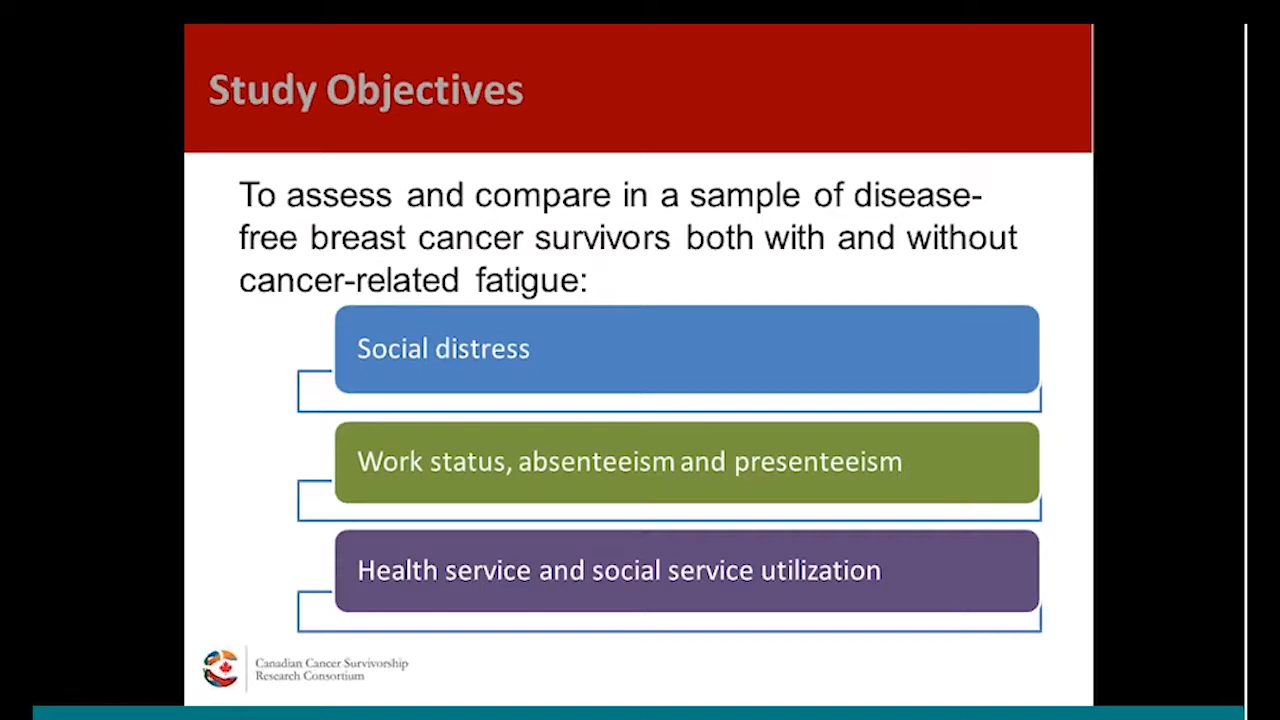 Study Objectives
To assess and compare in a sample of disease-
free breast cancer survivors both with and without
cancer-related fatigue:
Social distress
Work status, absenteeism and presenteeism
Health service and social service utilization
Canadian Cancer Survivorship
Research Consortium